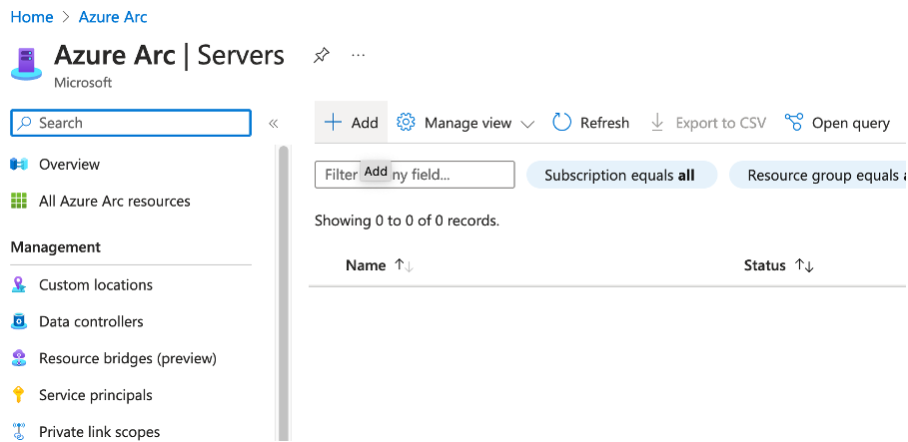 Home > Azure Arc
Azure Arc | Servers
Microsoft
Search
Add Manage view Refresh Export to CSV Open query
Overview
Filter ny field... Subscription equals all Resource group equals
Add
All Azure Arc resources
Showing 0 to 0 of 0 records.
Management
Name Status
Custom locations
Data controllers
Resource bridges (preview)
Service principals
Private link scopes